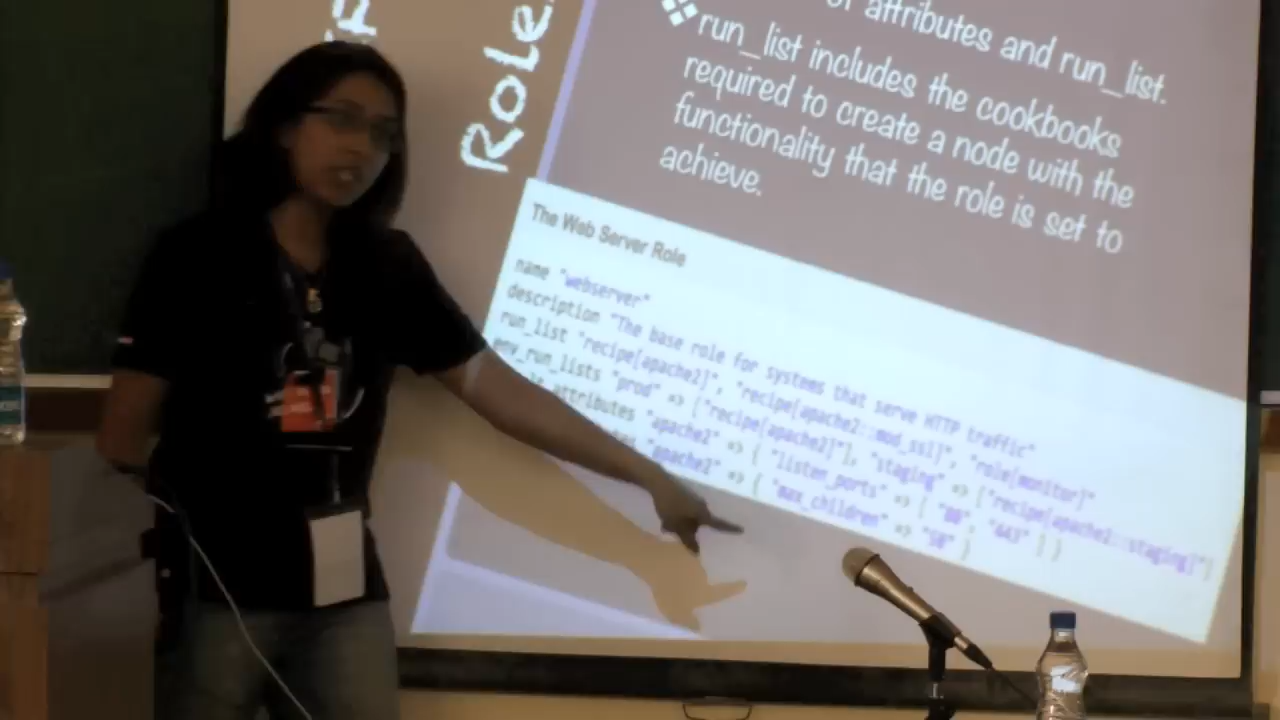 Role
of attributes and run_list.
run_list includes the cookbooks
required to create a node with the
functionality that the role is set to
achieve.
The Web Server Role
name "webserver"
description "The base role for systems that serve HTTP traffic"
run_list "recipe[apache2]", "recipe[apache2::mod_ssl]", "role[monitor]"
env_run_lists "prod" => ["recipe[apache2]"], "staging" => ["recipe[apache2::staging]"]
attributes "apache2" => { "listen_ports" => [ "80", "443" ] }
"apache2" => { "max_children" => "50" }